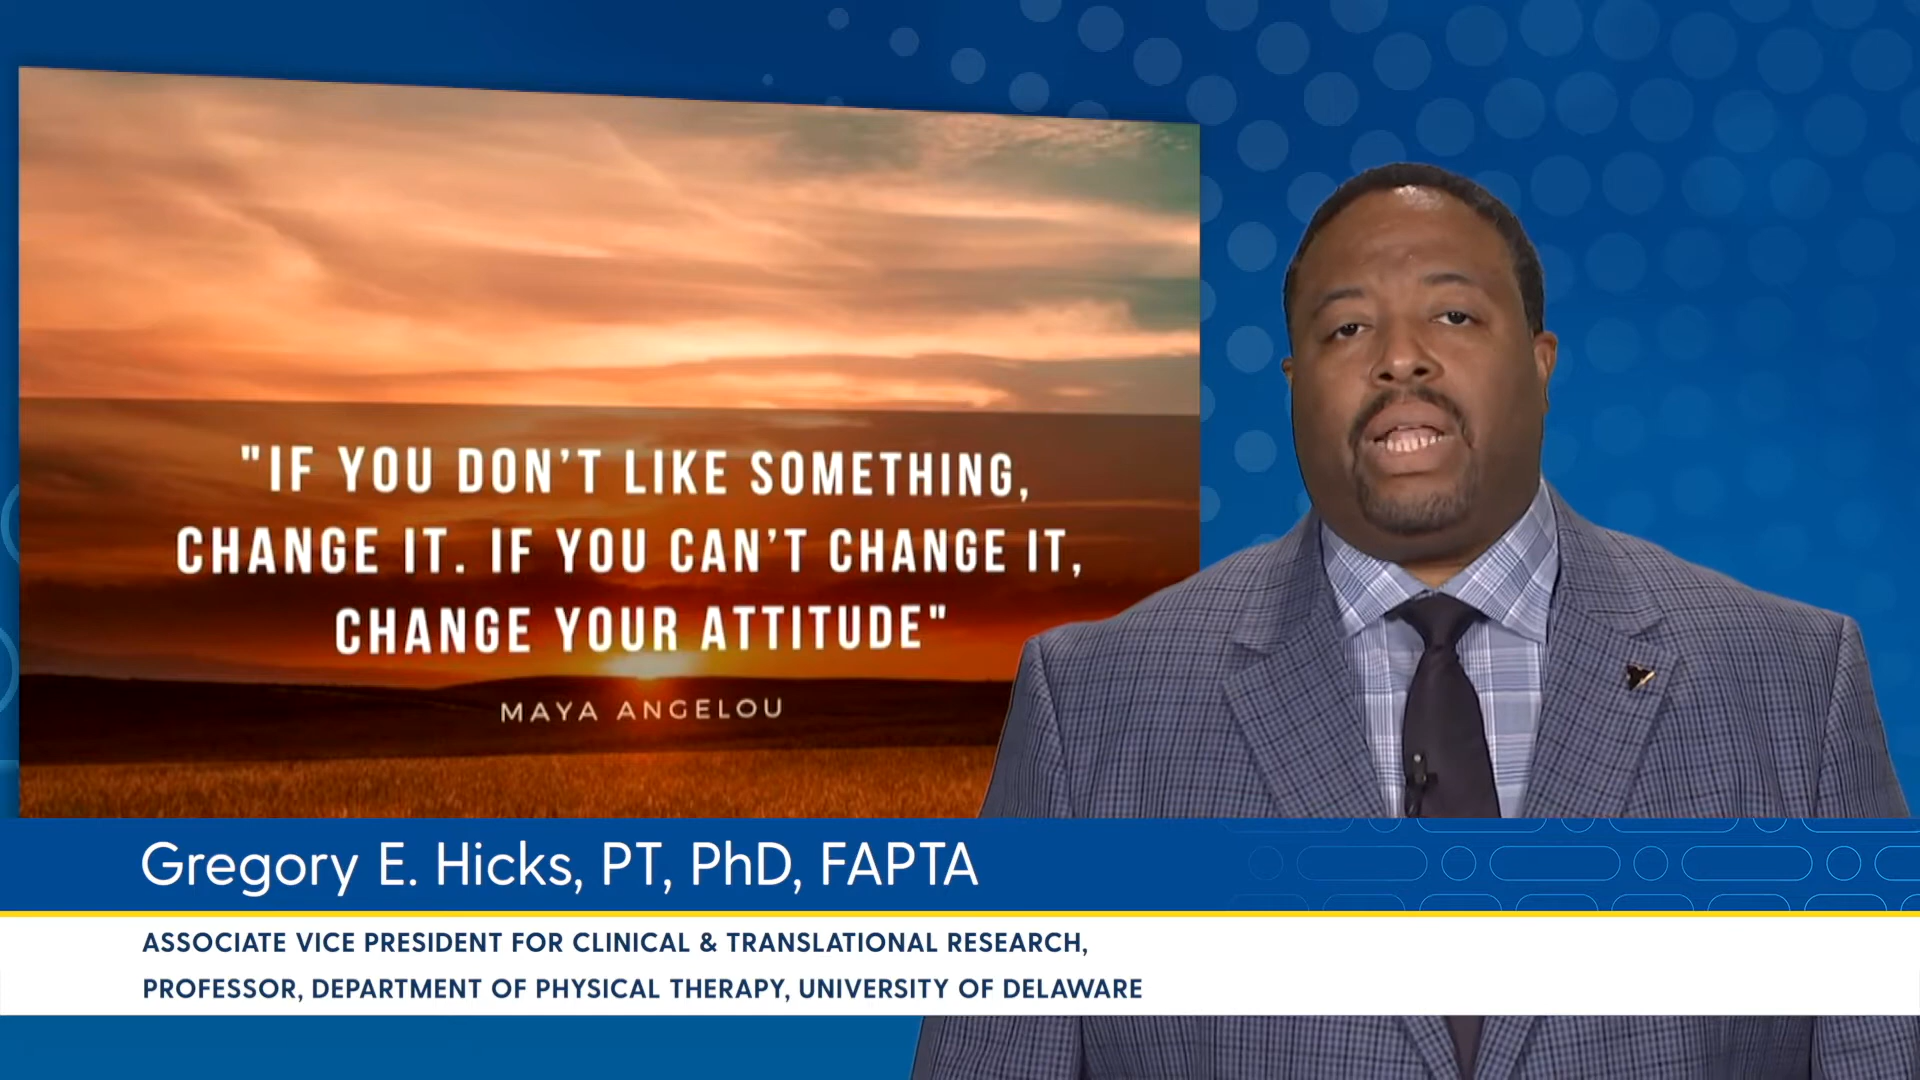 "IF YOU DON'T LIKE SOMETHING,
CHANGE IT. IF YOU CAN'T CHANGE IT,
CHANGE YOUR ATTITUDE"
MAYA ANGELOU
Gregory E. Hicks, PT, PhD, FAPTA
ASSOCIATE VICE PRESIDENT FOR CLINICAL & TRANSLATIONAL RESEARCH,
PROFESSOR, DEPARTMENT OF PHYSICAL THERAPY, UNIVERSITY OF DELAWARE